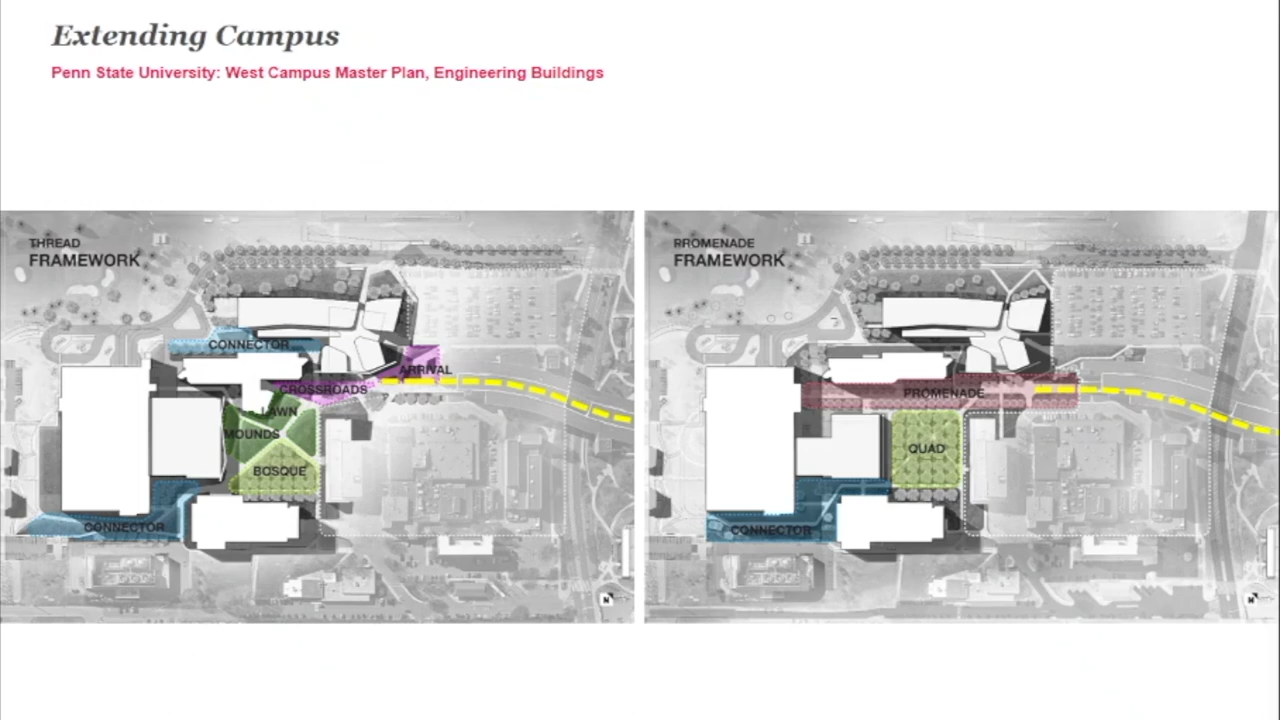 Extending Campus
Penn State University: West Campus Master Plan, Engineering Buildings
THREAD
FRAMEWORK
CONNECTOR
ARRIVAL
CROSSROADS
LAWN
MOUNDS
BOSQUE
CONNECTOR
N
PROMENADE
FRAMEWORK
PROMENADE
QUAD
CONNECTOR
N